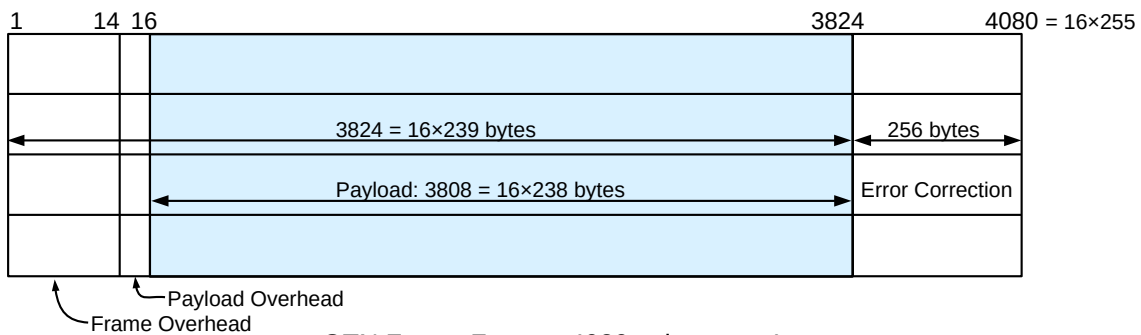 1 14 16 3824 4080 = 16×255
3824 = 16×239 bytes 256 bytes
Payload: 3808 = 16×238 bytes Error Correction
Payload Overhead
Frame Overhead